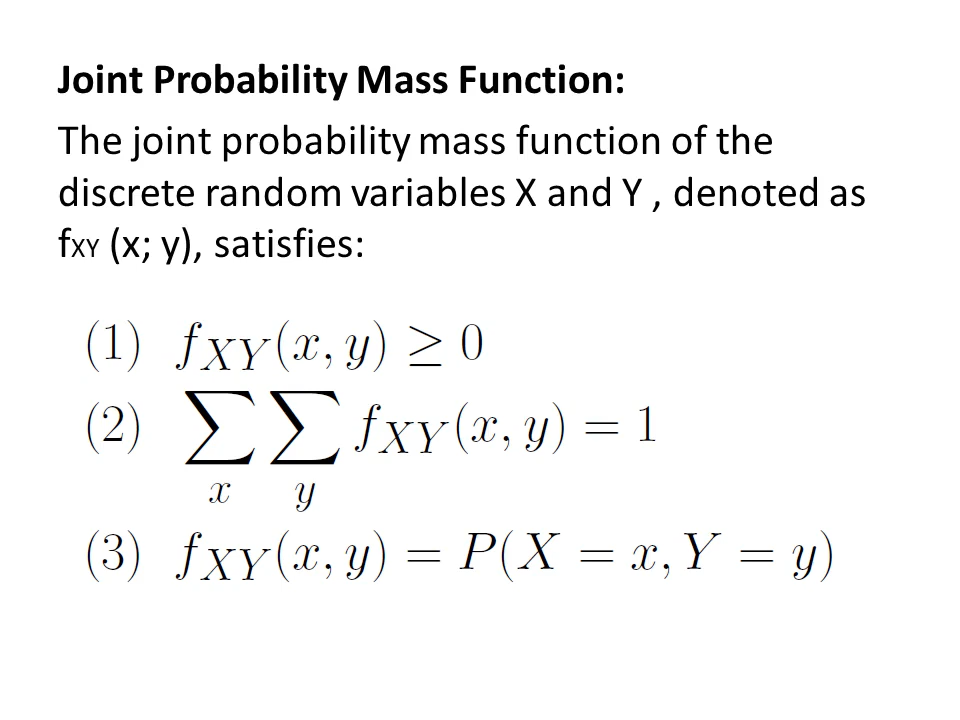 Joint Probability Mass Function:
The joint probability mass function of the
discrete random variables X and Y , denoted as
fXY (x; y), satisfies:
(1) fXY(x, y) ≥ 0
(2) ∑x ∑y fXY(x, y) = 1
(3) fXY(x, y) = P(X = x, Y = y)